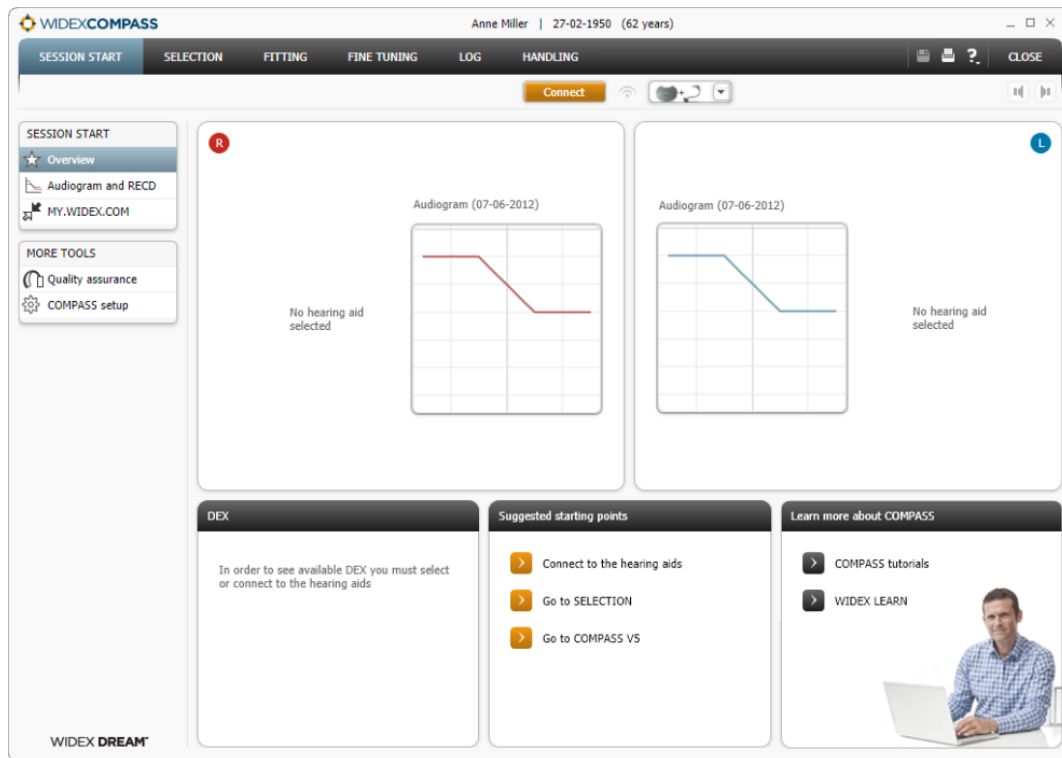 WIDEXCOMPASS
Anne Miller | 27-02-1950 (62 years)
SESSION START SELECTION FITTING FINE TUNING LOG HANDLING ? CLOSE
Connect
SESSION START
Overview
Audiogram and RECD
MY.WIDEX.COM
MORE TOOLS
Quality assurance
COMPASS setup
R
Audiogram (07-06-2012)
No hearing aid
selected
L
Audiogram (07-06-2012)
No hearing aid
selected
DEX
In order to see available DEX you must select
or connect to the hearing aids
Suggested starting points
Connect to the hearing aids
Go to SELECTION
Go to COMPASS V5
Learn more about COMPASS
COMPASS tutorials
WIDEX LEARN
WIDEX DREAM™